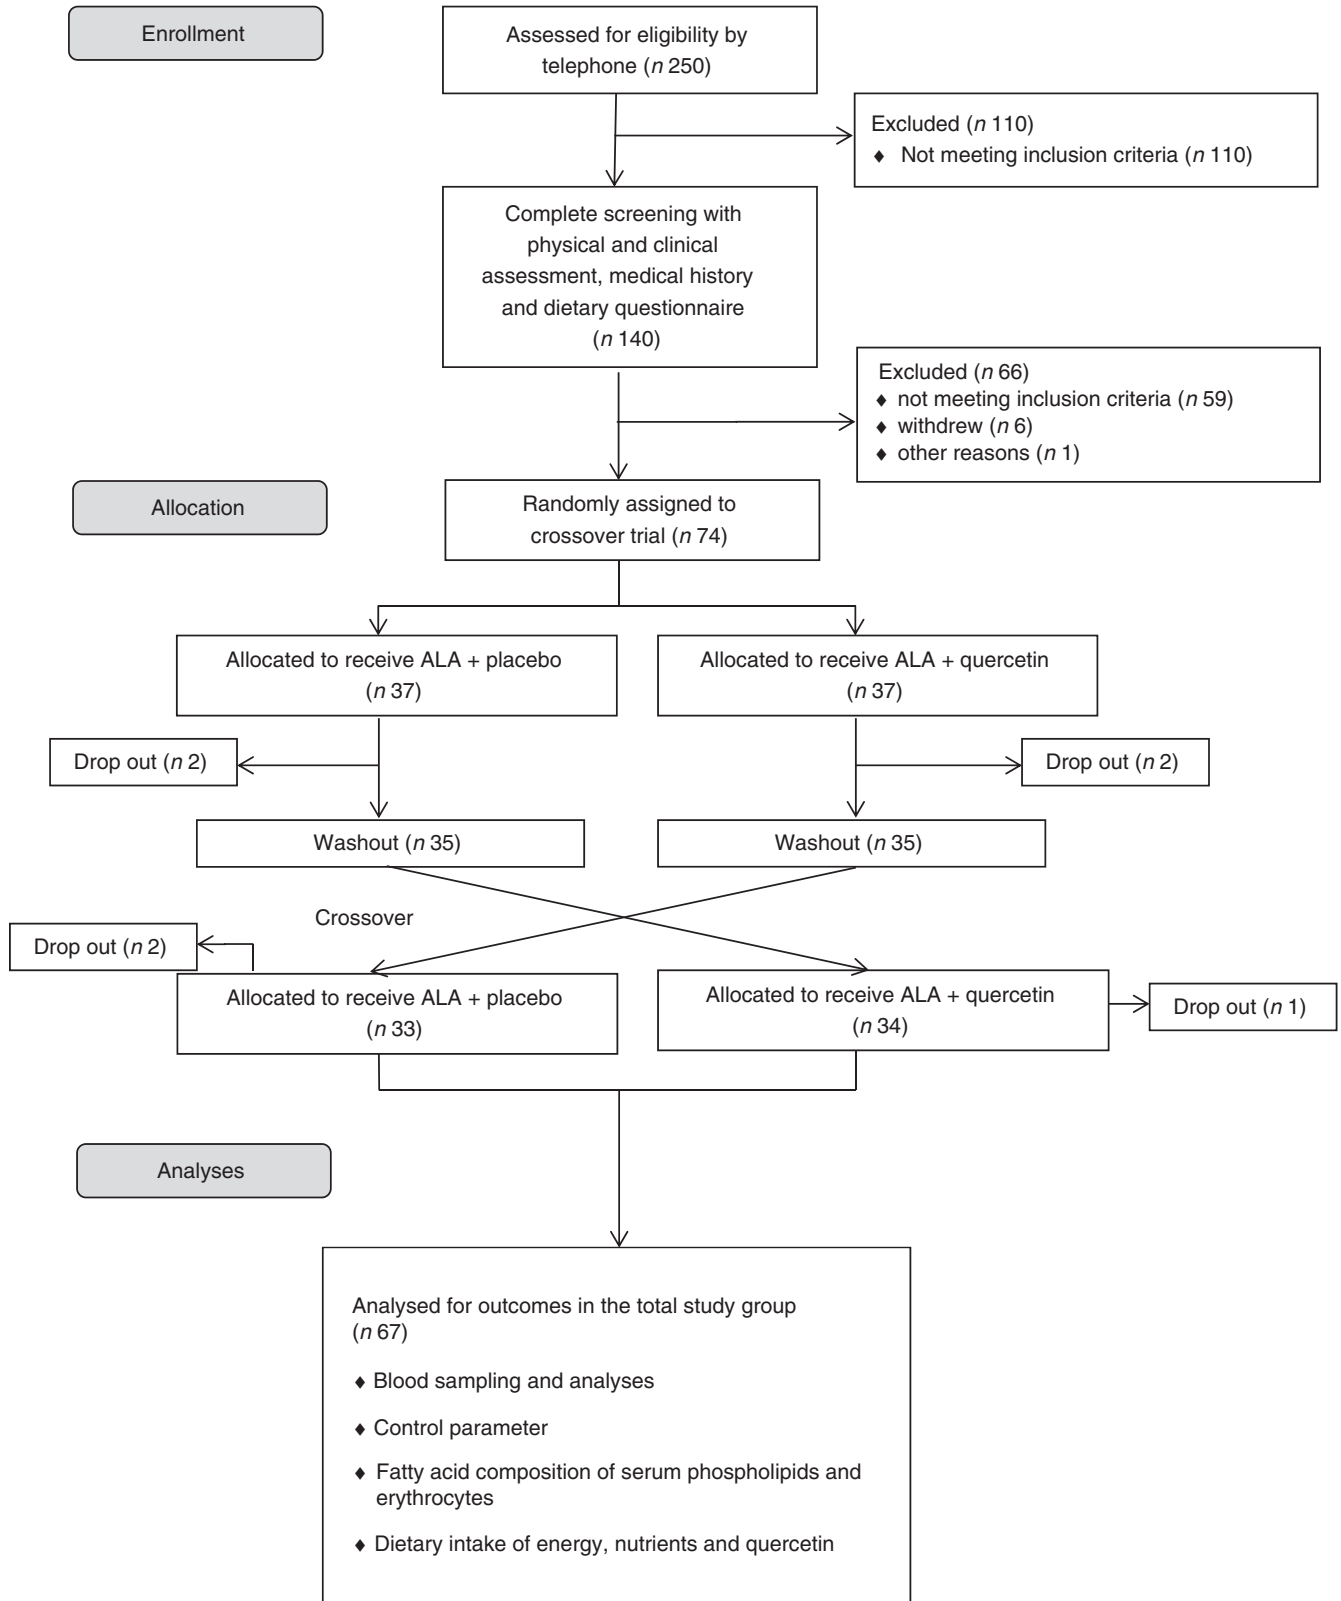 Enrollment
Assessed for eligibility by
telephone (n 250)
Excluded (n 110)
♦ Not meeting inclusion criteria (n 110)
Complete screening with
physical and clinical
assessment, medical history
and dietary questionnaire
(n 140)
Excluded (n 66)
♦ not meeting inclusion criteria (n 59)
♦ withdrew (n 6)
♦ other reasons (n 1)
Allocation
Randomly assigned to
crossover trial (n 74)
Allocated to receive ALA + placebo
(n 37)
Allocated to receive ALA + quercetin
(n 37)
Drop out (n 2)
Drop out (n 2)
Washout (n 35)
Washout (n 35)
Crossover
Drop out (n 2)
Allocated to receive ALA + placebo
(n 33)
Allocated to receive ALA + quercetin
(n 34)
Drop out (n 1)
Analyses
Analysed for outcomes in the total study group
(n 67)
♦ Blood sampling and analyses
♦ Control parameter
♦ Fatty acid composition of serum phospholipids and
erythrocytes
♦ Dietary intake of energy, nutrients and quercetin